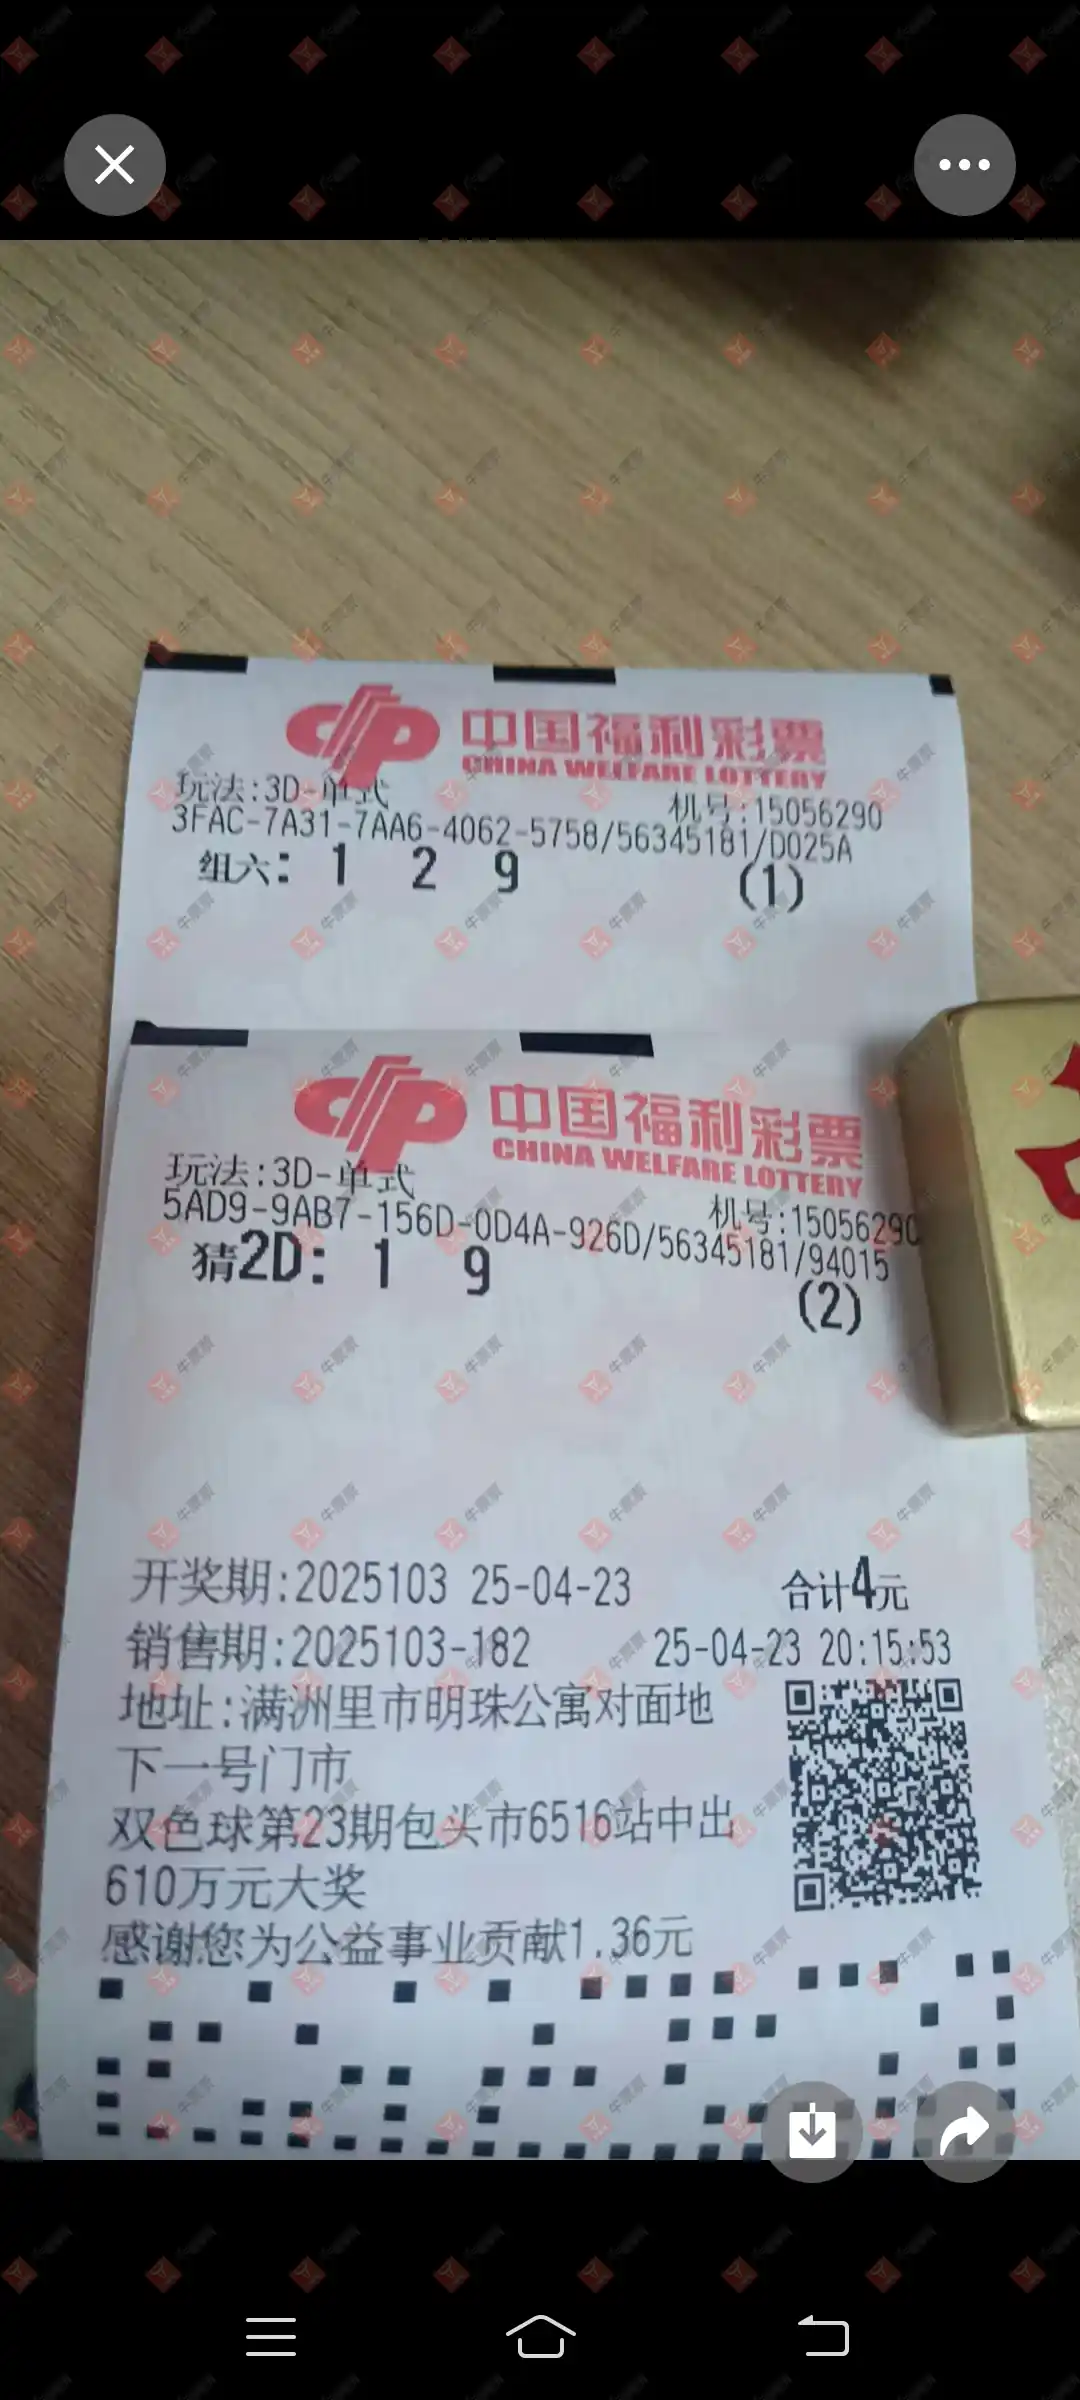 中国福利彩票
CHINA WELFARE LOTTERY
玩法:3D-单式
机号:15056290
3FAC-7A31-7AA6-4062-5758/56345181/D025A
组六: 1 2 9 (1)
中国福利彩票
CHINA WELFARE LOTTERY
玩法:3D-单式
机号:15056290
5AD9-9AB7-156D-0D4A-926D/56345181/94015
猜2D: 1 9 (2)
开奖期:2025103 25-04-23 合计4元
销售期:2025103-182 25-04-23 20:15:53
地址:满洲里市明珠公寓对面地
下一号门市
双色球第23期包头市6516站中出
610万元大奖
感谢您为公益事业贡献1.36元
牛票票